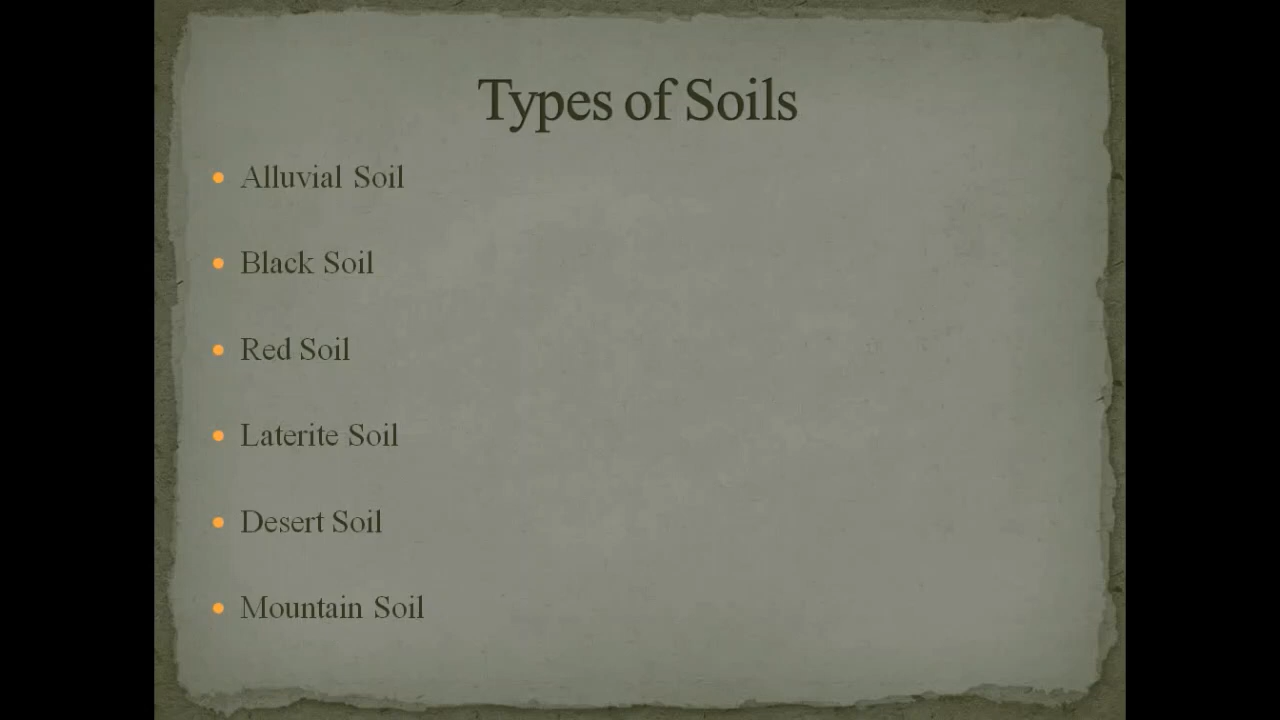 Types of Soils
Alluvial Soil
Black Soil
Red Soil
Laterite Soil
Desert Soil
Mountain Soil